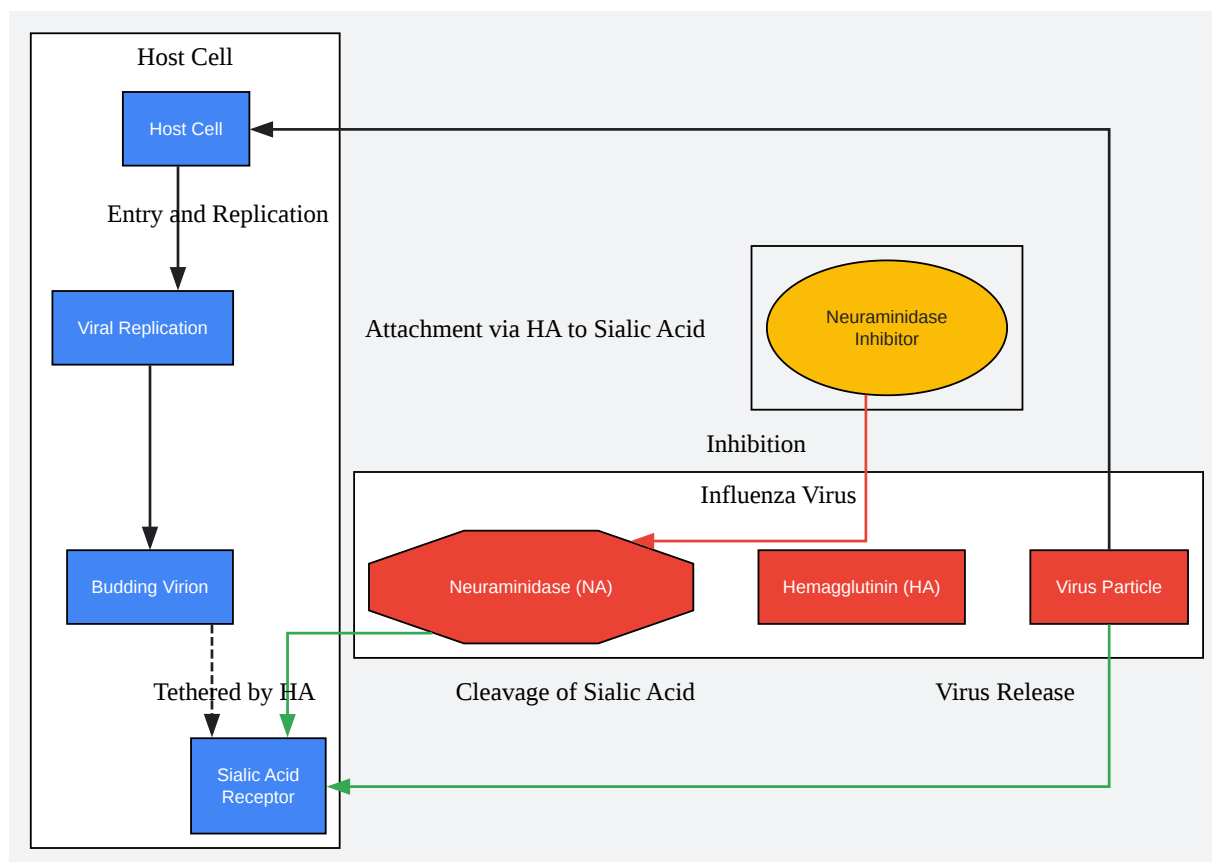 Host Cell
Host Cell
Entry and Replication
Viral Replication
Attachment via HA to Sialic Acid
Neuraminidase
Inhibitor
Inhibition
Influenza Virus
Budding Virion
Neuraminidase (NA)
Hemagglutinin (HA)
Virus Particle
Tethered by HA
Cleavage of Sialic Acid
Virus Release
Sialic Acid
Receptor